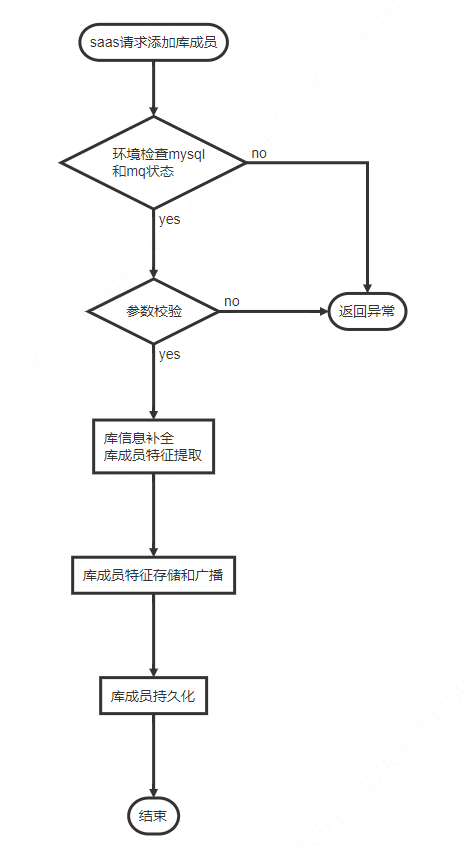 saas请求添加库成员
环境检查mysql
和mq状态
no
yes
参数校验
no
返回异常
yes
库信息补全
库成员特征提取
库成员特征存储和广播
库成员持久化
结束